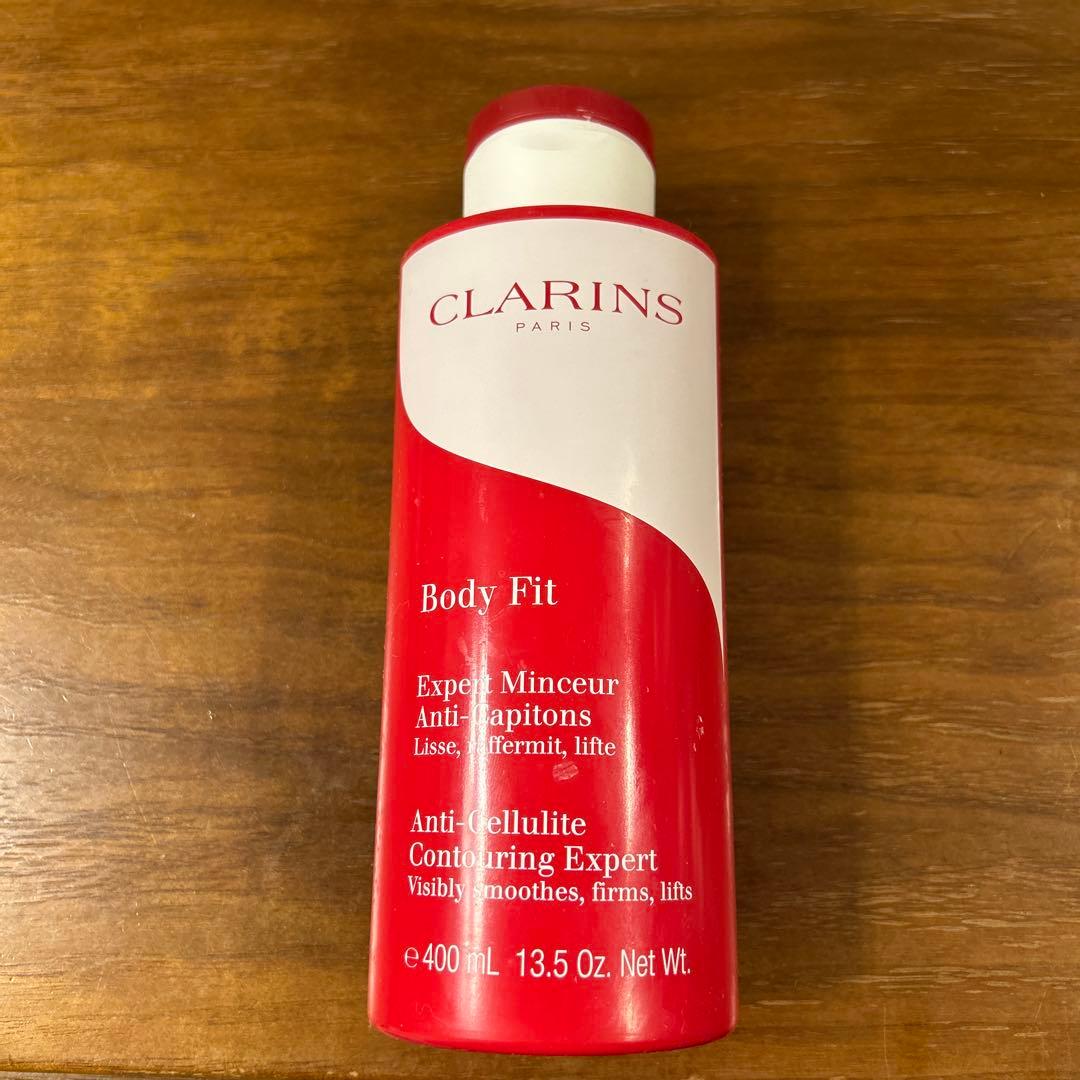 CLARINS
PARIS
Body Fit
Expert Minceur
Anti-Capitons
Lisse, raffermit, lifte
Anti-Cellulite
Contouring Expert
Visibly smoothes, firms, lifts
℮400 mL 13.5 Oz. Net Wt.